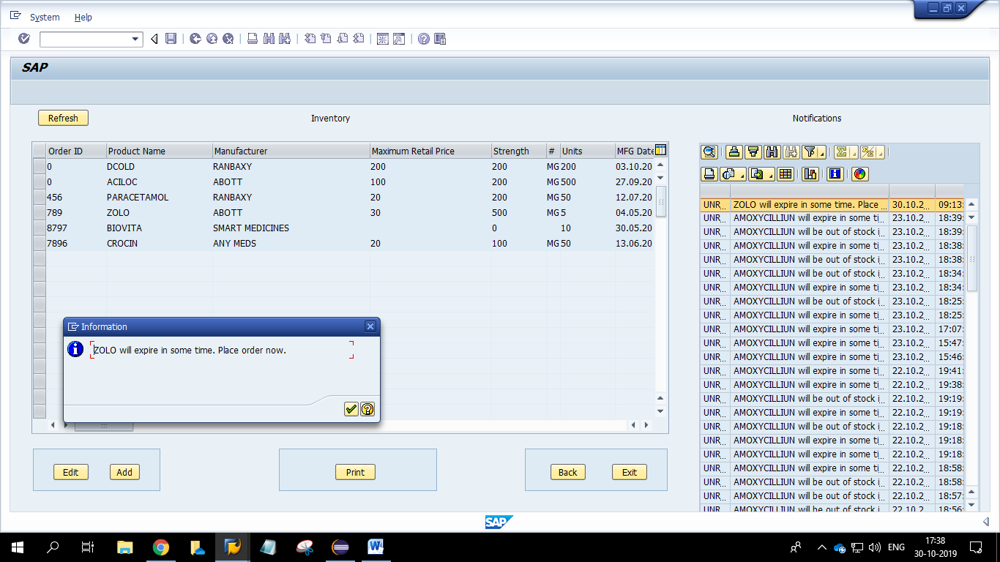 System Help
SAP
Refresh
Inventory
Notifications
Order ID Product Name Manufacturer Maximum Retail Price Strength # Units MFG Date
0 DCOLD RANBAXY 200 200 MG 200 03.10.20
0 ACILOC ABOTT 100 200 MG 500 27.09.20
456 PARACETAMOL RANBAXY 20 200 MG 50 12.07.20
789 ZOLO ABOTT 30 500 MG 5 04.05.20
8797 BIOVITA SMART MEDICINES 0 10 30.05.20
7896 CROCIN ANY MEDS 20 100 MG 50 13.06.20
Information
ZOLO will expire in some time. Place order now.
Edit Add Print Back Exit
UNR... ZOLO will expire in some time. Place ... 30.10.2... 09:13:
UNR... AMOXYCILLIUN will expire in some ti... 23.10.2... 18:39:
UNR... AMOXYCILLIUN will be out of stock i... 23.10.2... 18:39:
UNR... AMOXYCILLIUN will expire in some ti... 23.10.2... 18:38:
UNR... AMOXYCILLIUN will be out of stock i... 23.10.2... 18:38:
UNR... AMOXYCILLIUN will be out of stock i... 23.10.2... 18:34:
UNR... AMOXYCILLIUN will expire in some ti... 23.10.2... 18:34:
UNR... AMOXYCILLIUN will be out of stock i... 23.10.2... 18:25:
UNR... AMOXYCILLIUN will expire in some ti... 23.10.2... 18:25:
UNR... AMOXYCILLIUN will expire in some ti... 23.10.2... 17:07:
UNR... AMOXYCILLIUN will expire in some ti... 23.10.2... 15:47:
UNR... AMOXYCILLIUN will expire in some ti... 23.10.2... 15:46:
UNR... AMOXYCILLIUN will expire in some ti... 22.10.2... 19:41:
UNR... AMOXYCILLIUN will expire in some ti... 22.10.2... 19:38:
UNR... AMOXYCILLIUN will be out of stock i... 22.10.2... 19:19:
UNR... AMOXYCILLIUN will expire in some ti... 22.10.2... 19:19:
UNR... AMOXYCILLIUN will be out of stock i... 22.10.2... 19:18:
UNR... AMOXYCILLIUN will expire in some ti... 22.10.2... 19:18:
UNR... AMOXYCILLIUN will expire in some ti... 22.10.2... 19:18:
UNR... AMOXYCILLIUN will expire in some ti... 22.10.2... 18:58:
UNR... AMOXYCILLIUN will be out of stock i... 22.10.2... 18:58:
UNR... AMOXYCILLIUN will be out of stock i... 22.10.2... 18:57:
UNR... AMOXYCILLIUN will be out of stock i... 22.10.2... 18:56:
SAP
ENG
17:38
30-10-2019